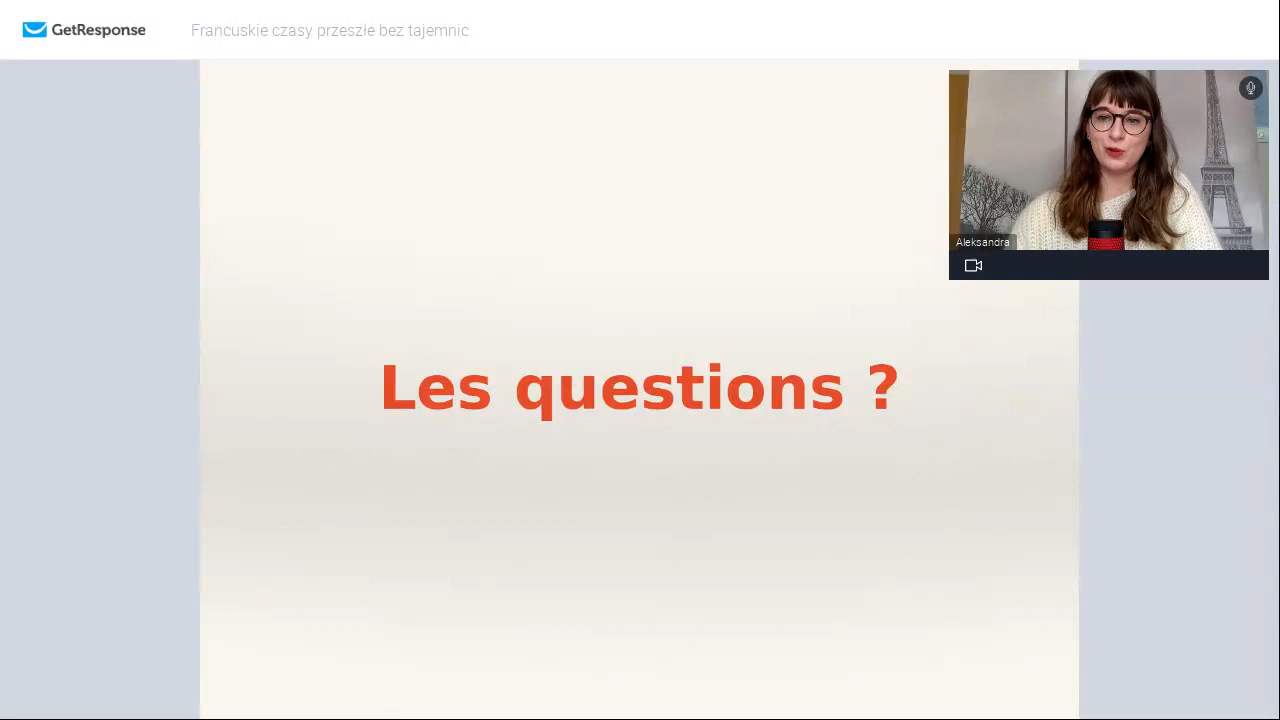 GetResponse
Francuskie czasy przeszłe bez tajemnic
Aleksandra
Les questions ?